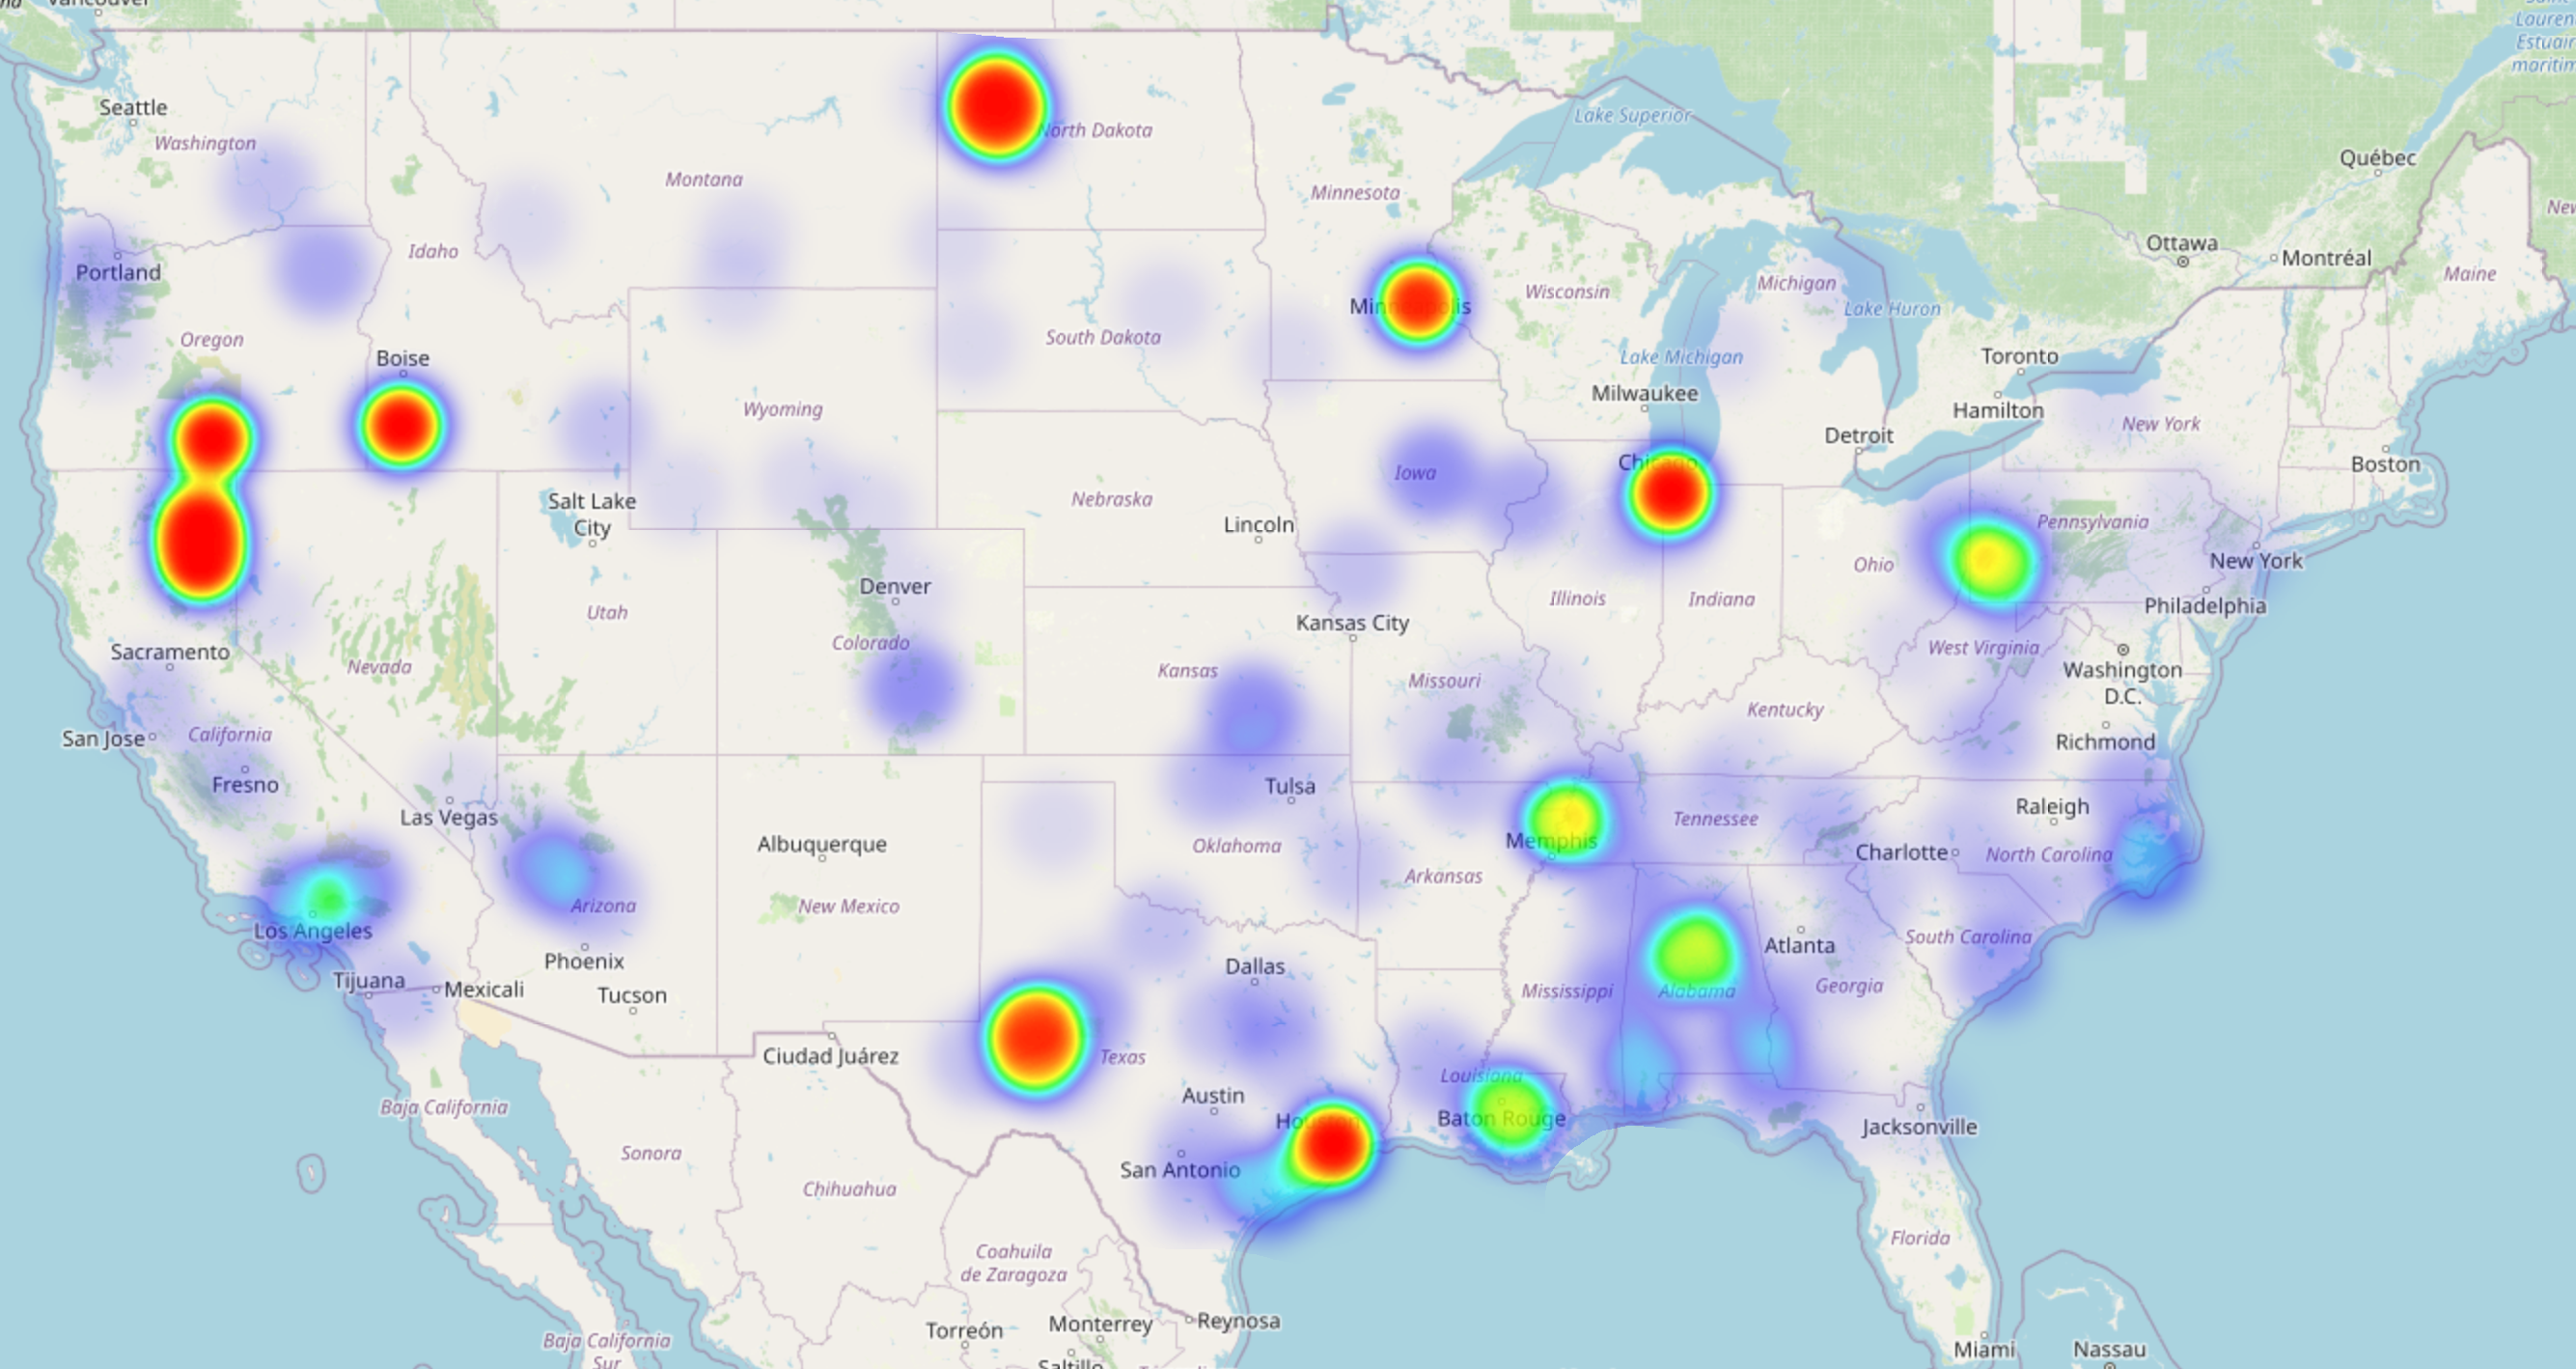 Vancouver
Saint-
Louren
Estuair
maritim
Seattle
Washington
North Dakota
Lake Superior
Québec
Montana
Minnesota
New
Portland
Idaho
Ottawa
Montréal
Maine
Michigan
Oregon
South Dakota
Minneapolis
Wisconsin
Lake Huron
Boise
Lake Michigan
Toronto
Wyoming
Milwaukee
Hamilton
New York
Detroit
Boston
Iowa
Chicago
Salt Lake
City
Nebraska
Lincoln
Pennsylvania
Denver
Ohio
New York
Utah
Illinois
Indiana
Philadelphia
Kansas City
Sacramento
Nevada
Colorado
Kansas
Missouri
West Virginia
Washington
D.C.
San Jose
California
Kentucky
Richmond
Fresno
Tulsa
Las Vegas
Albuquerque
Oklahoma
Memphis
Tennessee
Raleigh
Charlotte
North Carolina
Arkansas
Los Angeles
Arizona
New Mexico
Phoenix
Dallas
Atlanta
South Carolina
Tijuana
Mexicali
Tucson
Mississippi
Alabama
Georgia
Ciudad Juárez
Texas
Louisiana
Baja California
Austin
Houston
Baton Rouge
Jacksonville
Sonora
San Antonio
Chihuahua
Coahuila
de Zaragoza
Florida
Torreón
Monterrey
Reynosa
Baja California
Sur
Saltillo
Miami
Nassau